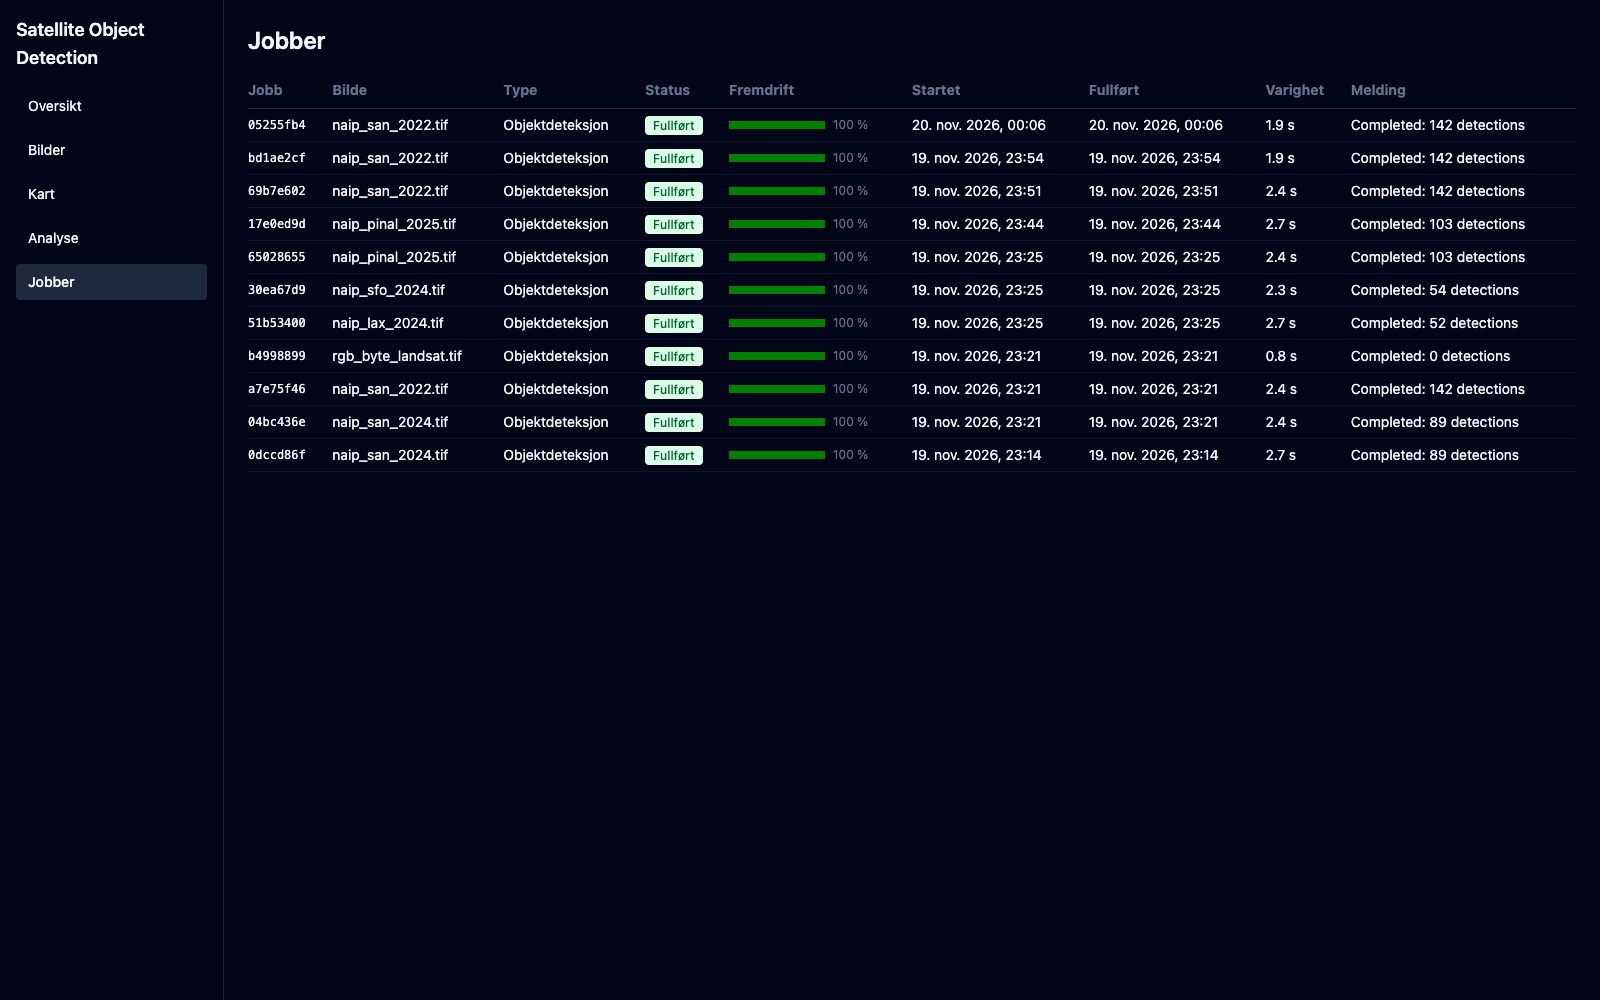 Satellite Object
Detection
Oversikt
Bilder
Kart
Analyse
Jobber
Jobber
Jobb Bilde Type Status Fremdrift Startet Fullført Varighet Melding
05255fb4 naip_san_2022.tif Objektdeteksjon Fullført 100 % 20. nov. 2026, 00:06 20. nov. 2026, 00:06 1.9 s Completed: 142 detections
bd1ae2cf naip_san_2022.tif Objektdeteksjon Fullført 100 % 19. nov. 2026, 23:54 19. nov. 2026, 23:54 1.9 s Completed: 142 detections
69b7e602 naip_san_2022.tif Objektdeteksjon Fullført 100 % 19. nov. 2026, 23:51 19. nov. 2026, 23:51 2.4 s Completed: 142 detections
17e0ed9d naip_pinal_2025.tif Objektdeteksjon Fullført 100 % 19. nov. 2026, 23:44 19. nov. 2026, 23:44 2.7 s Completed: 103 detections
65028655 naip_pinal_2025.tif Objektdeteksjon Fullført 100 % 19. nov. 2026, 23:25 19. nov. 2026, 23:25 2.4 s Completed: 103 detections
30ea67d9 naip_sfo_2024.tif Objektdeteksjon Fullført 100 % 19. nov. 2026, 23:25 19. nov. 2026, 23:25 2.3 s Completed: 54 detections
51b53400 naip_lax_2024.tif Objektdeteksjon Fullført 100 % 19. nov. 2026, 23:25 19. nov. 2026, 23:25 2.7 s Completed: 52 detections
b4998899 rgb_byte_landsat.tif Objektdeteksjon Fullført 100 % 19. nov. 2026, 23:21 19. nov. 2026, 23:21 0.8 s Completed: 0 detections
a7e75f46 naip_san_2022.tif Objektdeteksjon Fullført 100 % 19. nov. 2026, 23:21 19. nov. 2026, 23:21 2.4 s Completed: 142 detections
04bc436e naip_san_2024.tif Objektdeteksjon Fullført 100 % 19. nov. 2026, 23:21 19. nov. 2026, 23:21 2.4 s Completed: 89 detections
0dccd86f naip_san_2024.tif Objektdeteksjon Fullført 100 % 19. nov. 2026, 23:14 19. nov. 2026, 23:14 2.7 s Completed: 89 detections